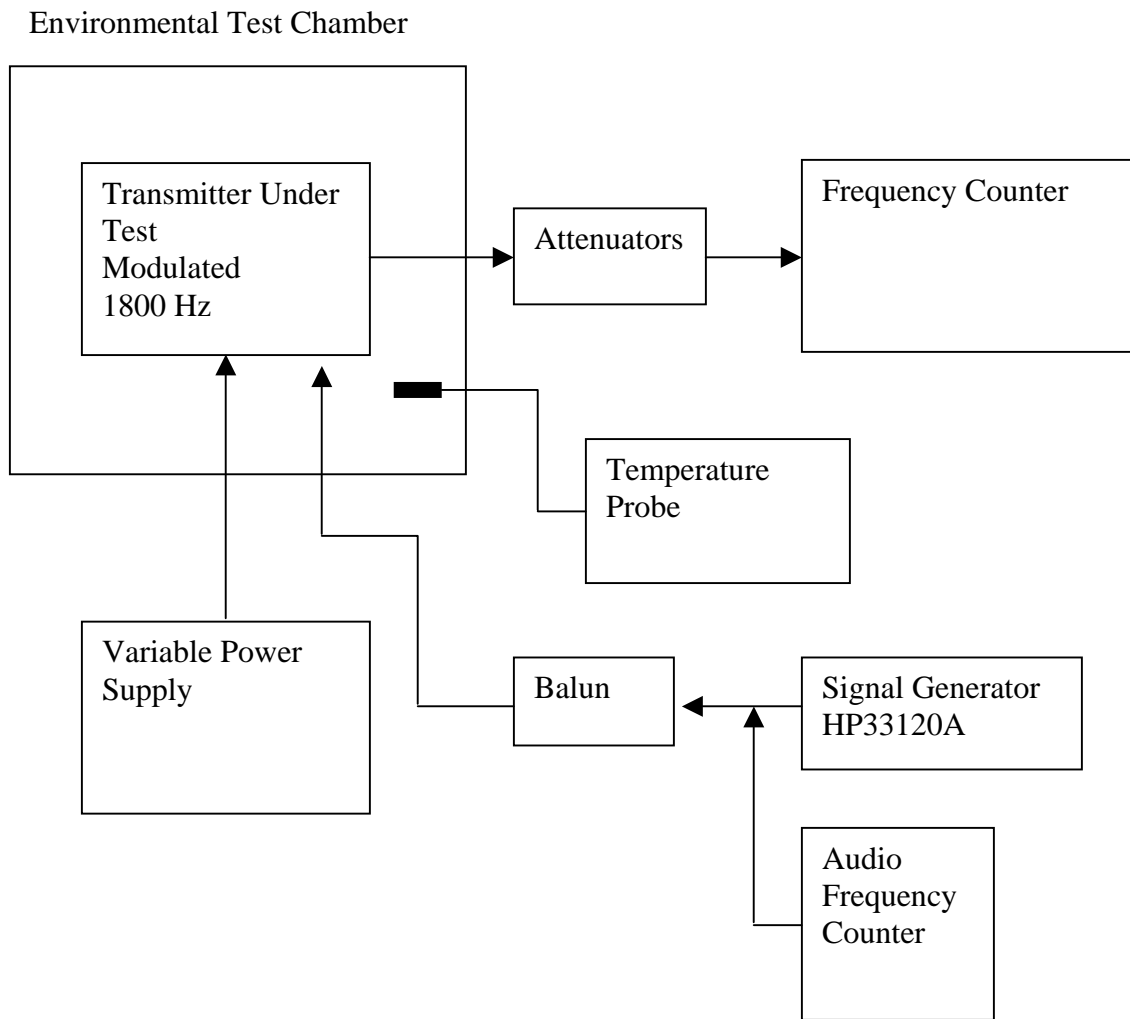 Environmental Test Chamber
Transmitter Under
Test
Modulated
1800 Hz
Attenuators
Frequency Counter
Temperature
Probe
Variable Power
Supply
Balun
Signal Generator
HP33120A
Audio
Frequency
Counter